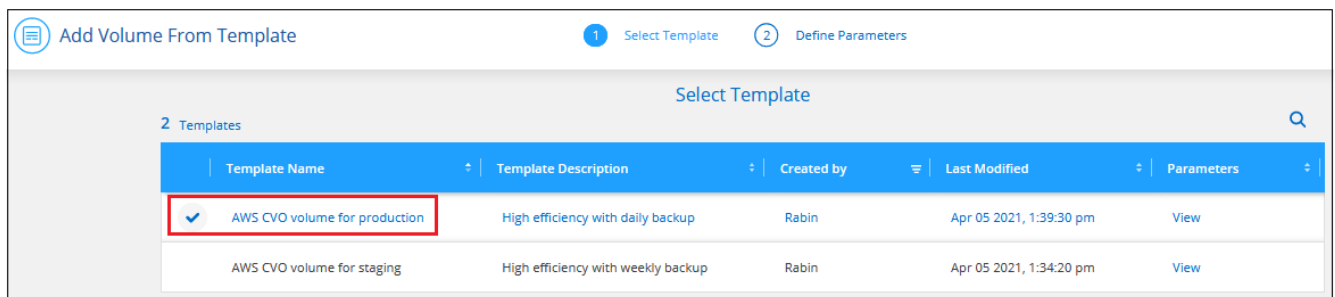 Add Volume From Template
1 Select Template 2 Define Parameters
Select Template
2 Templates
Template Name Template Description Created by Last Modified Parameters
AWS CVO volume for production High efficiency with daily backup Rabin Apr 05 2021, 1:39:30 pm View
AWS CVO volume for staging High efficiency with weekly backup Rabin Apr 05 2021, 1:34:20 pm View